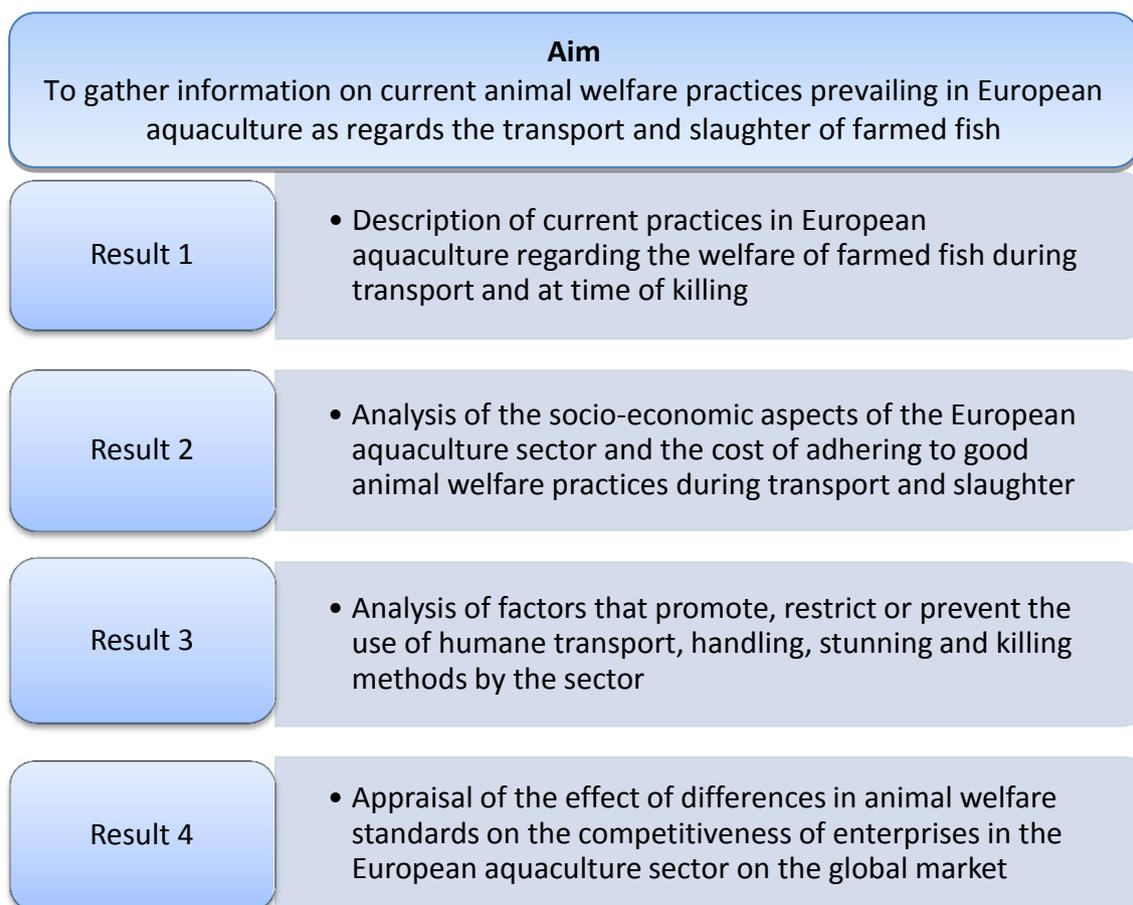 Aim
To gather information on current animal welfare practices prevailing in European
aquaculture as regards the transport and slaughter of farmed fish
Result 1
• Description of current practices in European
aquaculture regarding the welfare of farmed fish during
transport and at time of killing
Result 2
• Analysis of the socio-economic aspects of the European
aquaculture sector and the cost of adhering to good
animal welfare practices during transport and slaughter
Result 3
• Analysis of factors that promote, restrict or prevent the
use of humane transport, handling, stunning and killing
methods by the sector
Result 4
• Appraisal of the effect of differences in animal welfare
standards on the competitiveness of enterprises in the
European aquaculture sector on the global market